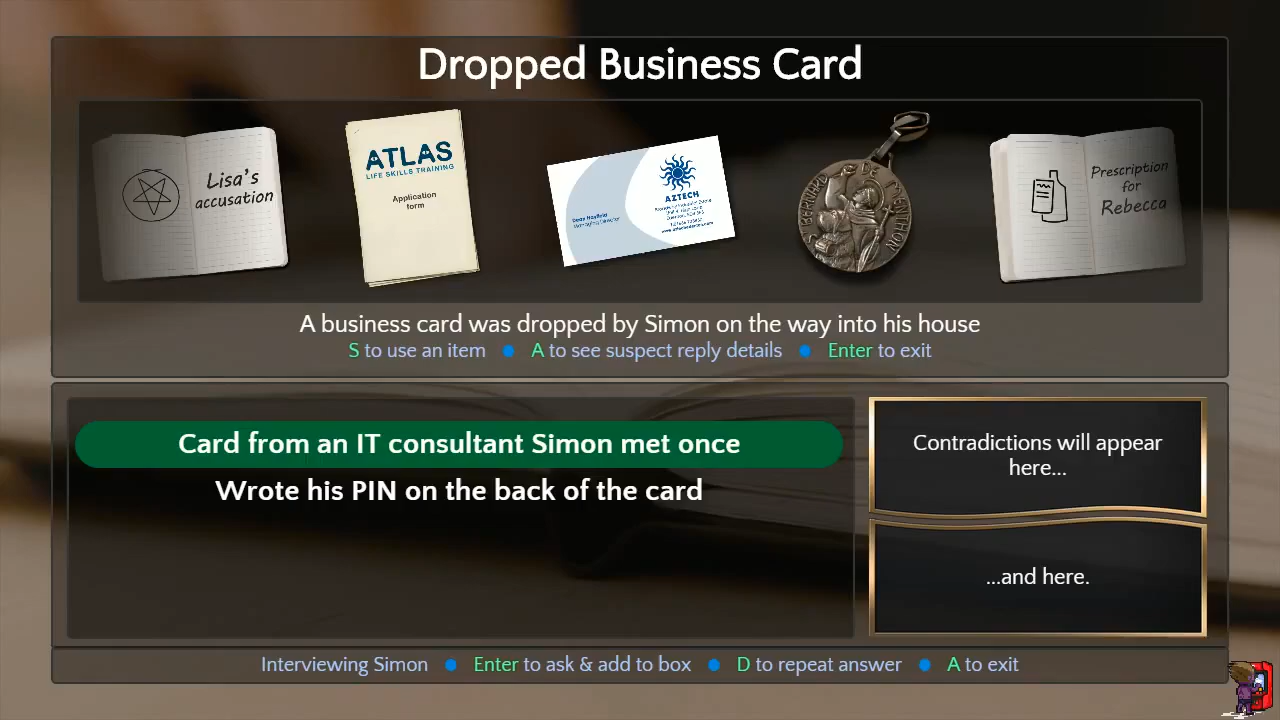 Dropped Business Card
Lisa's
accusation
ATLAS
LIFE SKILLS TRAINING
Application
form
AZTECH
Managing Director
S BERNARD DE MENTHON
Prescription
for
Rebecca
A business card was dropped by Simon on the way into his house
S to use an item
A to see suspect reply details
Enter to exit
Card from an IT consultant Simon met once
Wrote his PIN on the back of the card
Contradictions will appear
here...
...and here.
Interviewing Simon
Enter to ask & add to box
D to repeat answer
A to exit